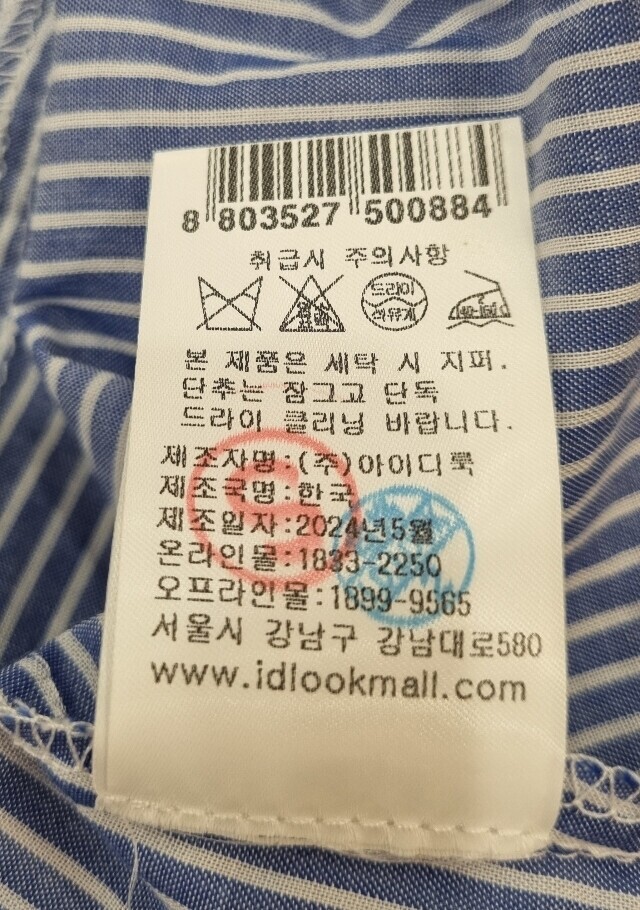 8 803527 500884
취급시 주의사항
드라이
석유계
본 제품은 세탁 시 지퍼.
단추는 잠그고 단독
드라이 클리닝 바랍니다.
제조자명:(주)아이디룩
제조국명:한국
제조일자:2024년5월
온라인몰:1833-2250
오프라인몰:1899-9565
서울시 강남구 강남대로580
www.idlookmall.com